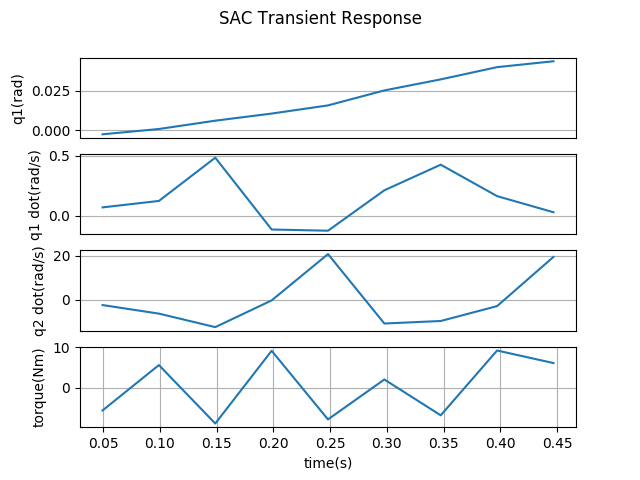 SAC Transient Response
q1(rad)
0.025
0.000
q1 dot(rad/s)
0.5
0.0
q2 dot(rad/s)
20
0
torque(Nm)
10
0
0.05 0.10 0.15 0.20 0.25 0.30 0.35 0.40 0.45
time(s)